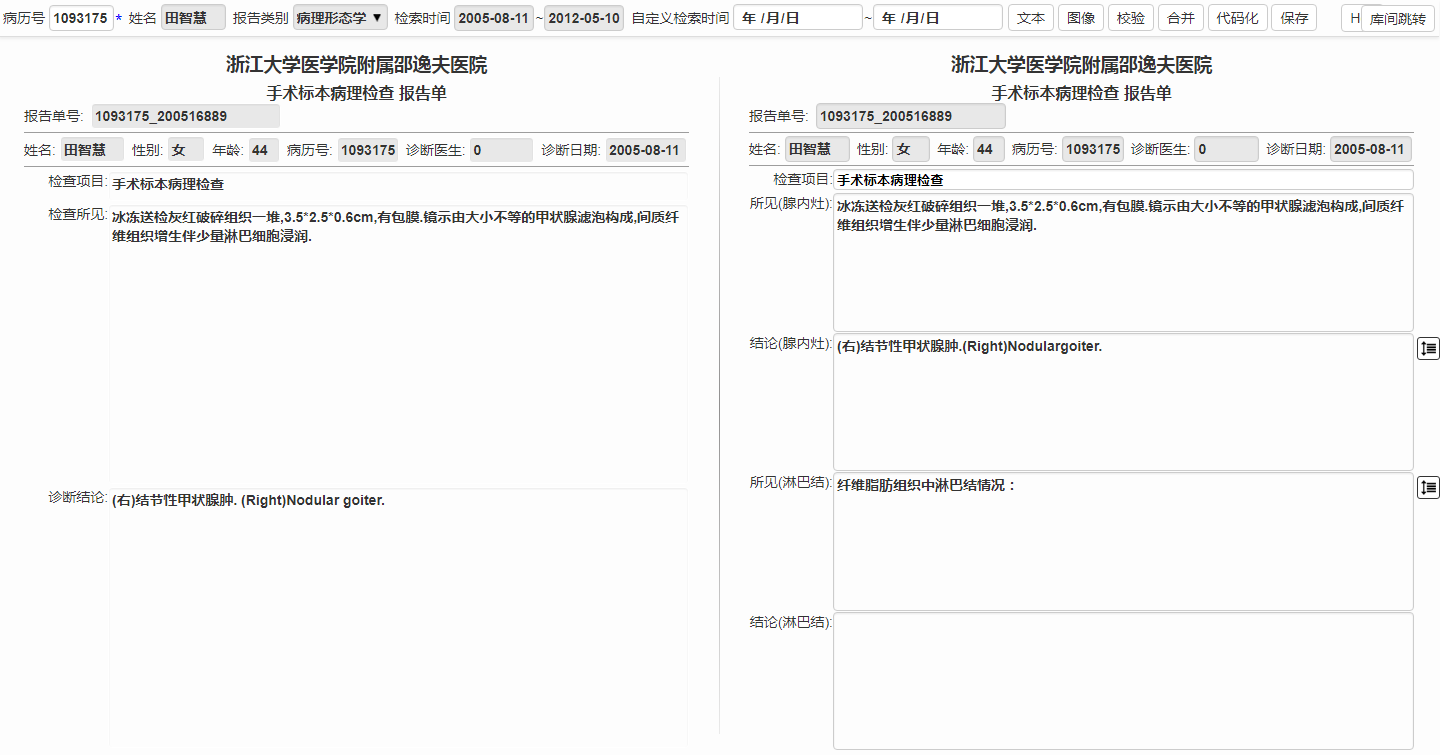 病历号 1093175 * 姓名 田智慧 报告类别 病理形态学 ▼ 检索时间 2005-08-11 ~ 2012-05-10 自定义检索时间 年 /月/日 ~ 年 /月/日 文本 图像 校验 合并 代码化 保存 H 库间跳转
浙江大学医学院附属邵逸夫医院
手术标本病理检查 报告单
报告单号: 1093175_200516889
姓名: 田智慧 性别: 女 年龄: 44 病历号: 1093175 诊断医生: 0 诊断日期: 2005-08-11
检查项目: 手术标本病理检查
检查所见: 冰冻送检灰红破碎组织一堆,3.5*2.5*0.6cm,有包膜.镜示由大小不等的甲状腺滤泡构成,间质纤
维组织增生伴少量淋巴细胞浸润.
诊断结论: (右)结节性甲状腺肿. (Right)Nodular goiter.
浙江大学医学院附属邵逸夫医院
手术标本病理检查 报告单
报告单号: 1093175_200516889
姓名: 田智慧 性别: 女 年龄: 44 病历号: 1093175 诊断医生: 0 诊断日期: 2005-08-11
检查项目: 手术标本病理检查
所见(腺内灶): 冰冻送检灰红破碎组织一堆,3.5*2.5*0.6cm,有包膜.镜示由大小不等的甲状腺滤泡构成,间质纤
维组织增生伴少量淋巴细胞浸润.
结论(腺内灶): (右)结节性甲状腺肿.(Right)Nodulargoiter.
所见(淋巴结): 纤维脂肪组织中淋巴结情况：
结论(淋巴结):